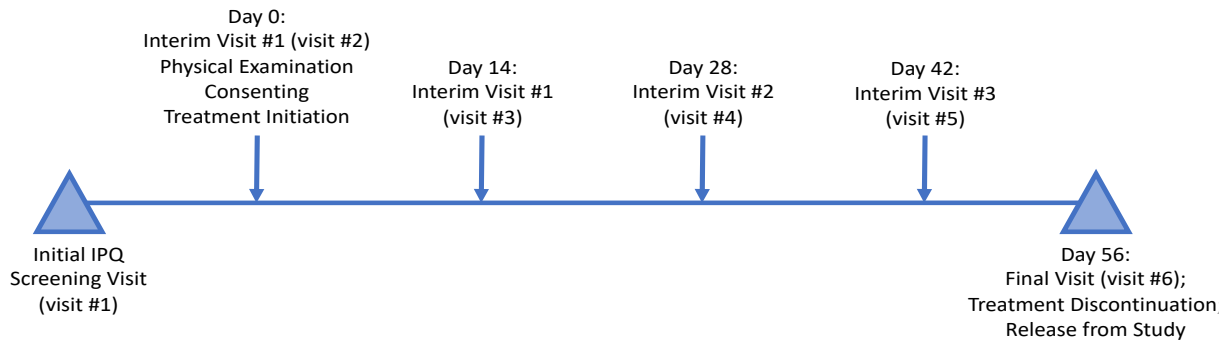 Day 0:
Interim Visit #1 (visit #2)
Physical Examination
Consenting
Treatment Initiation
Day 14:
Interim Visit #1
(visit #3)
Day 28:
Interim Visit #2
(visit #4)
Day 42:
Interim Visit #3
(visit #5)
Initial IPQ
Screening Visit
(visit #1)
Day 56:
Final Visit (visit #6);
Treatment Discontinuation,
Release from Study